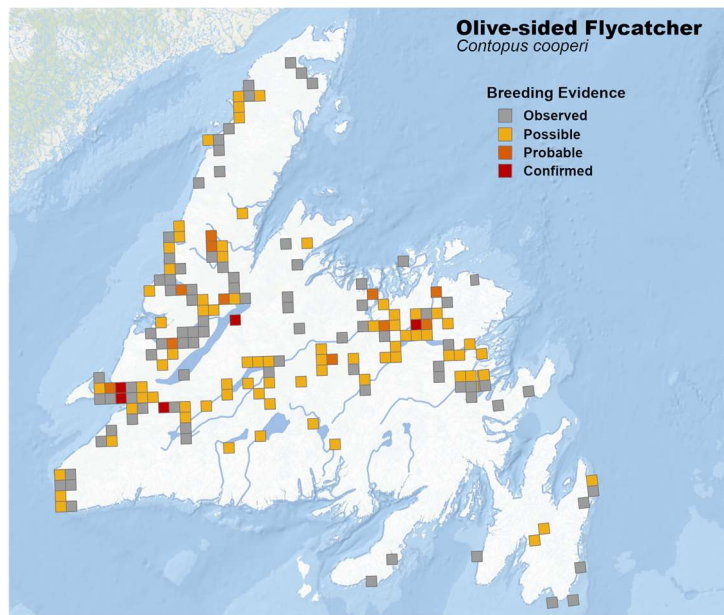 Olive-sided Flycatcher
Contopus cooperi
Breeding Evidence
Observed
Possible
Probable
Confirmed